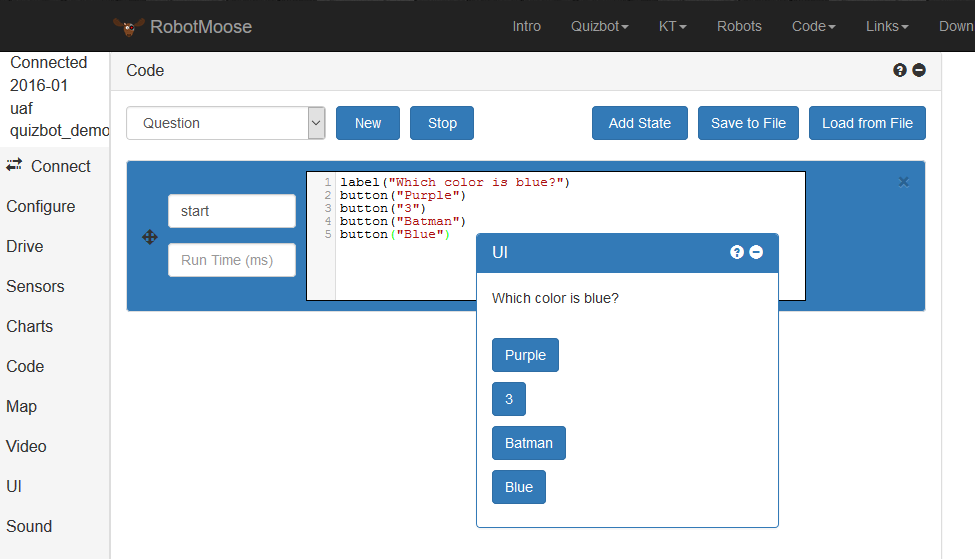 RobotMoose Intro Quizbot KT Robots Code Links Down
Connected
2016-01
uaf
quizbot_demo
Connect
Configure
Drive
Sensors
Charts
Code
Map
Video
UI
Sound
Code
Question New Stop Add State Save to File Load from File
start
Run Time (ms)
1 label("Which color is blue?")
2 button("Purple")
3 button("3")
4 button("Batman")
5 button("Blue")
UI
Which color is blue?
Purple
3
Batman
Blue